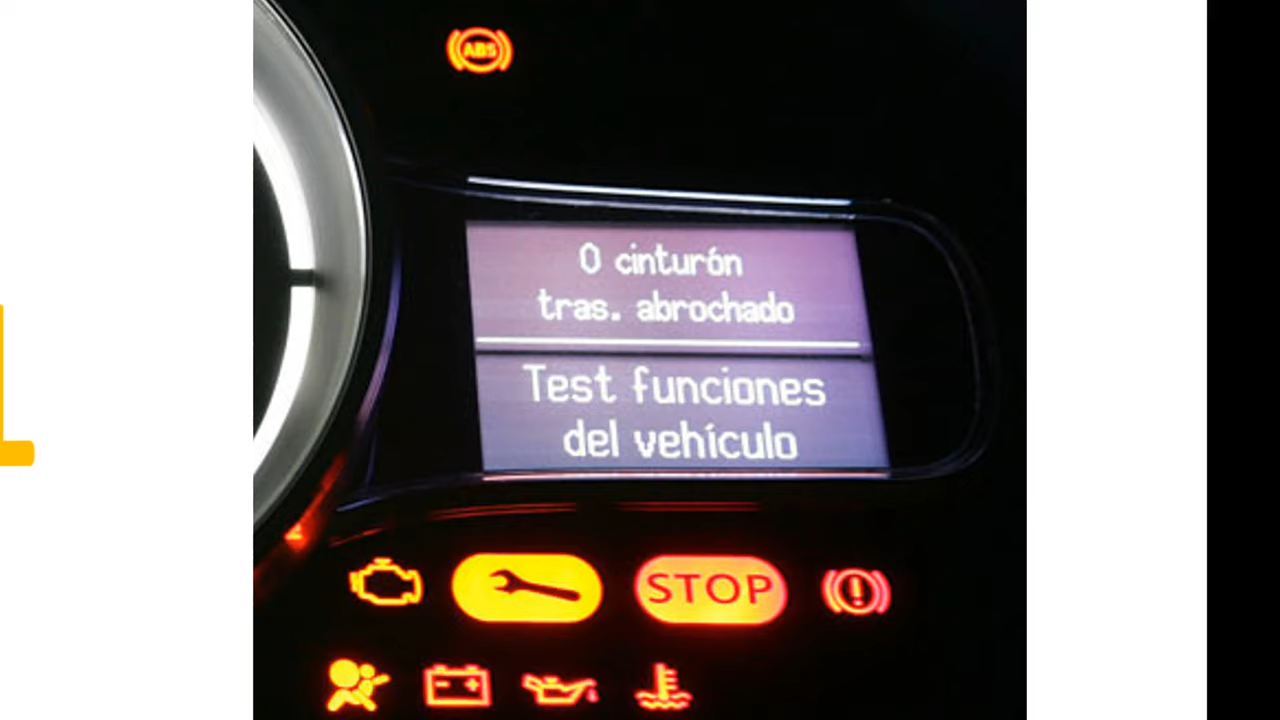 ABS
0 cinturón
tras. abrochado
Test funciones
del vehículo
STOP